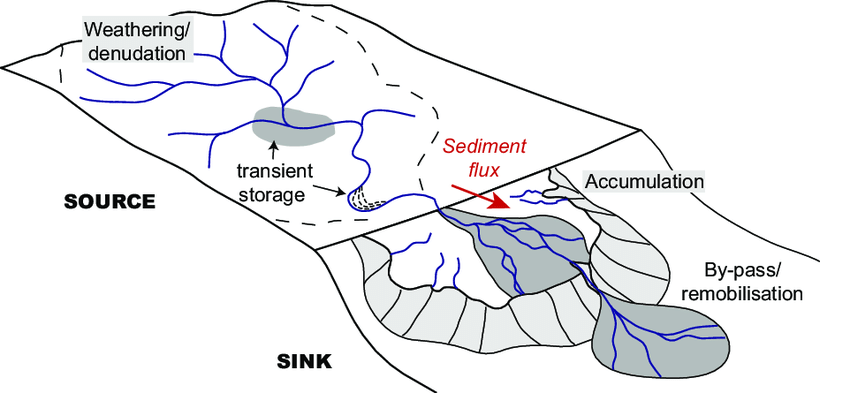 Weathering/
denudation
transient
storage
SOURCE
Sediment
flux
Accumulation
By-pass/
remobilisation
SINK